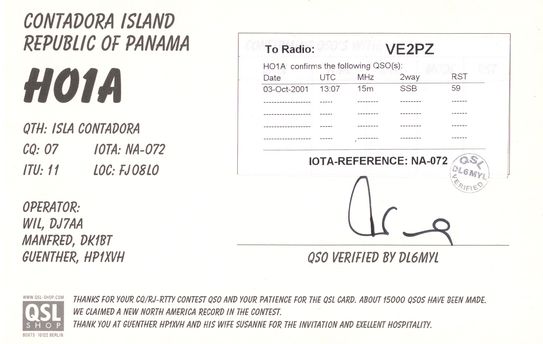 CONTADORA ISLAND
REPUBLIC OF PANAMA
HO1A
QTH: ISLA CONTADORA
CQ: 07 IOTA: NA-072
ITU: 11 LOC: FJ08LO
OPERATOR:
WIL, DJ7AA
MANFRED, DK1BT
GUENTHER, HP1XVH
To Radio: VE2PZ
HO1A confirms the following QSO(s):
Date UTC MHz 2way RST
03-Oct-2001 13:07 15m SSB 59
IOTA-REFERENCE: NA-072
QSL
DL6MYL
VERIFIED
QSO VERIFIED BY DL6MYL
WWW.QSL-SHOP.COM
QSL
SHOP
THANKS FOR YOUR CQ/RJ-RTTY CONTEST QSO AND YOUR PATIENCE FOR THE QSL CARD. ABOUT 15000 QSOS HAVE BEEN MADE.
WE CLAIMED A NEW NORTH AMERICA RECORD IN THE CONTEST.
THANK YOU AT GUENTHER HP1XVH AND HIS WIFE SUSANNE FOR THE INVITATION AND EXELLENT HOSPITALITY.